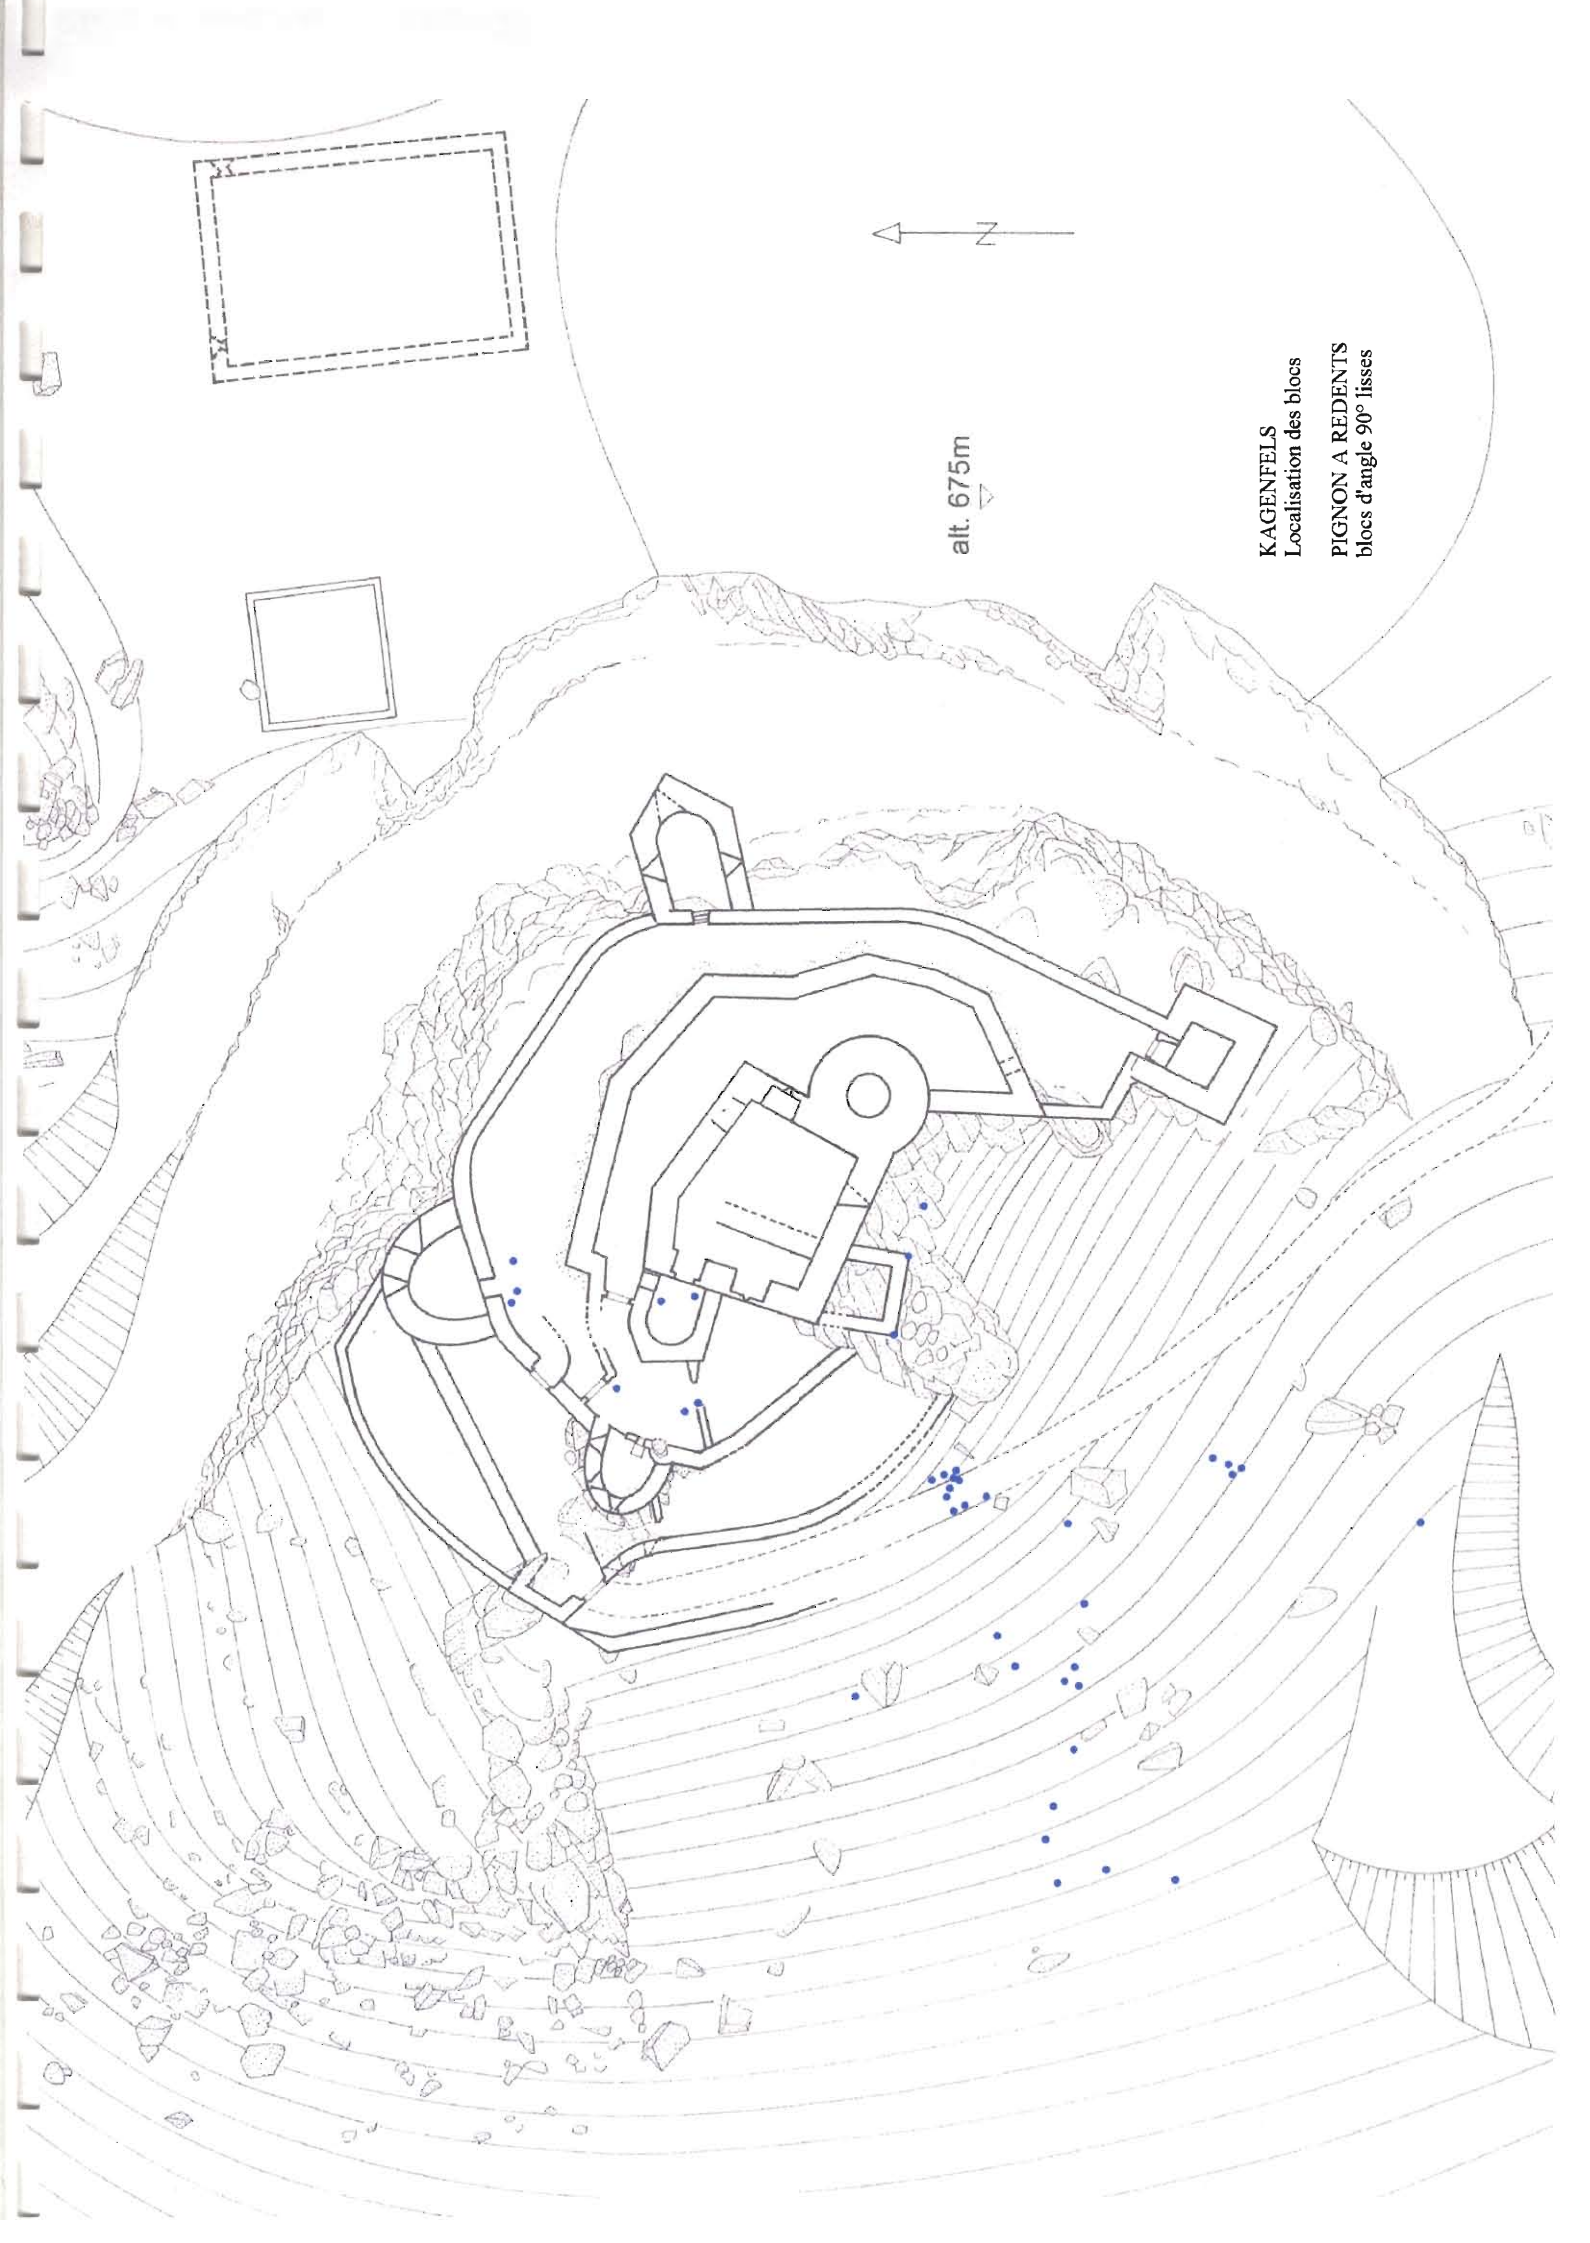 N
alt. 675m
KAGENFELS
Localisation des blocs
PIGNON A REDENTS
blocs d'angle 90° lisses